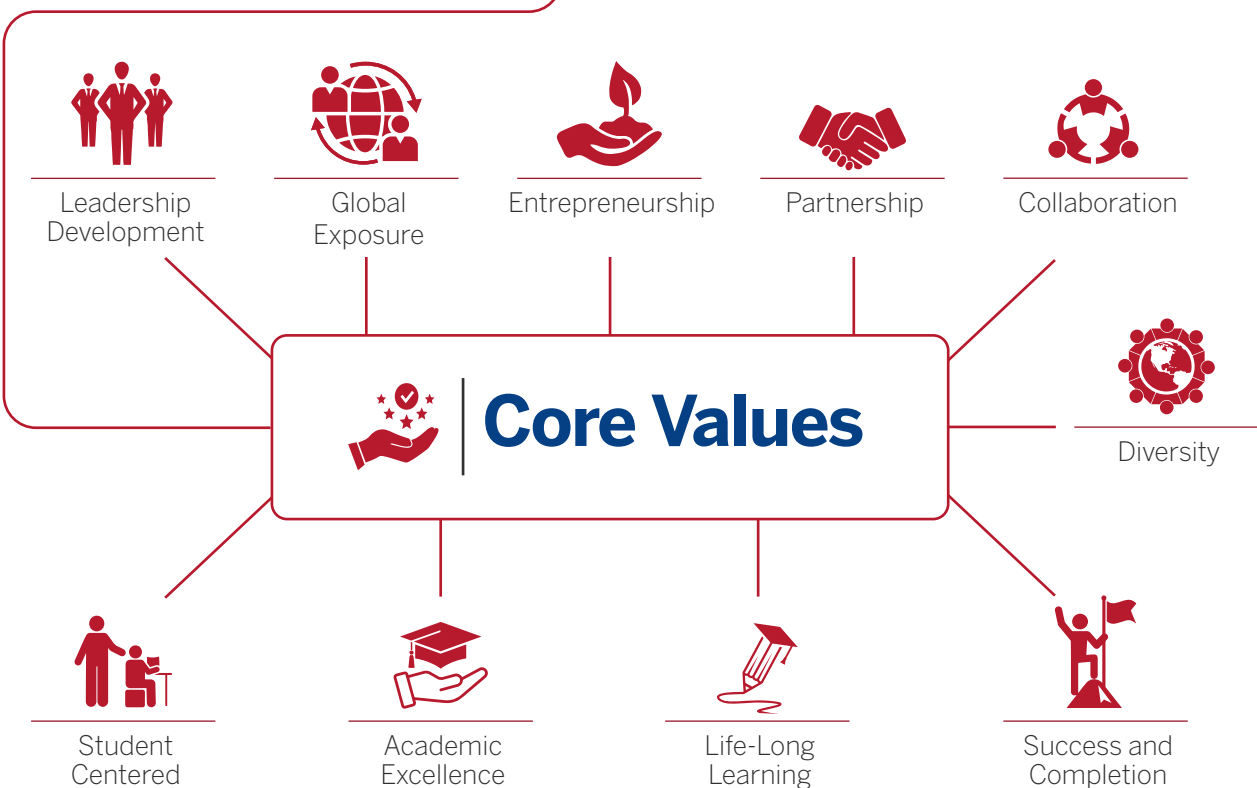 Leadership
Development
Global
Exposure
Entrepreneurship
Partnership
Collaboration
Core Values
Diversity
Student
Centered
Academic
Excellence
Life-Long
Learning
Success and
Completion